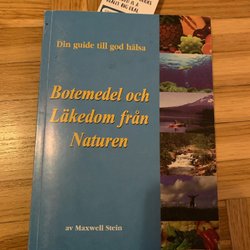 Din guide till god hälsa
Botemedel och
Läkedom från
Naturen
av Maxwell Stein